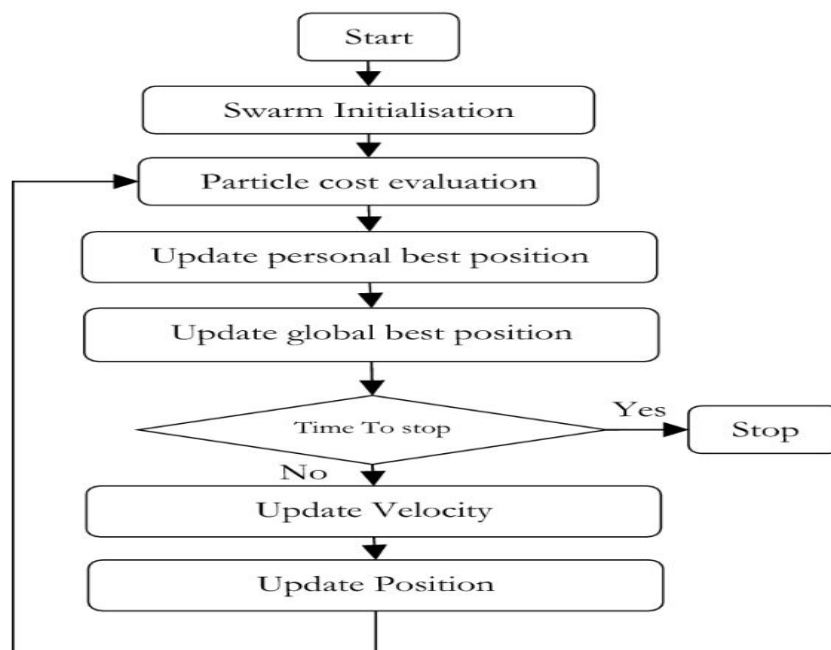 Start
Swarm Initialisation
Particle cost evaluation
Update personal best position
Update global best position
Time To stop
Yes
Stop
No
Update Velocity
Update Position